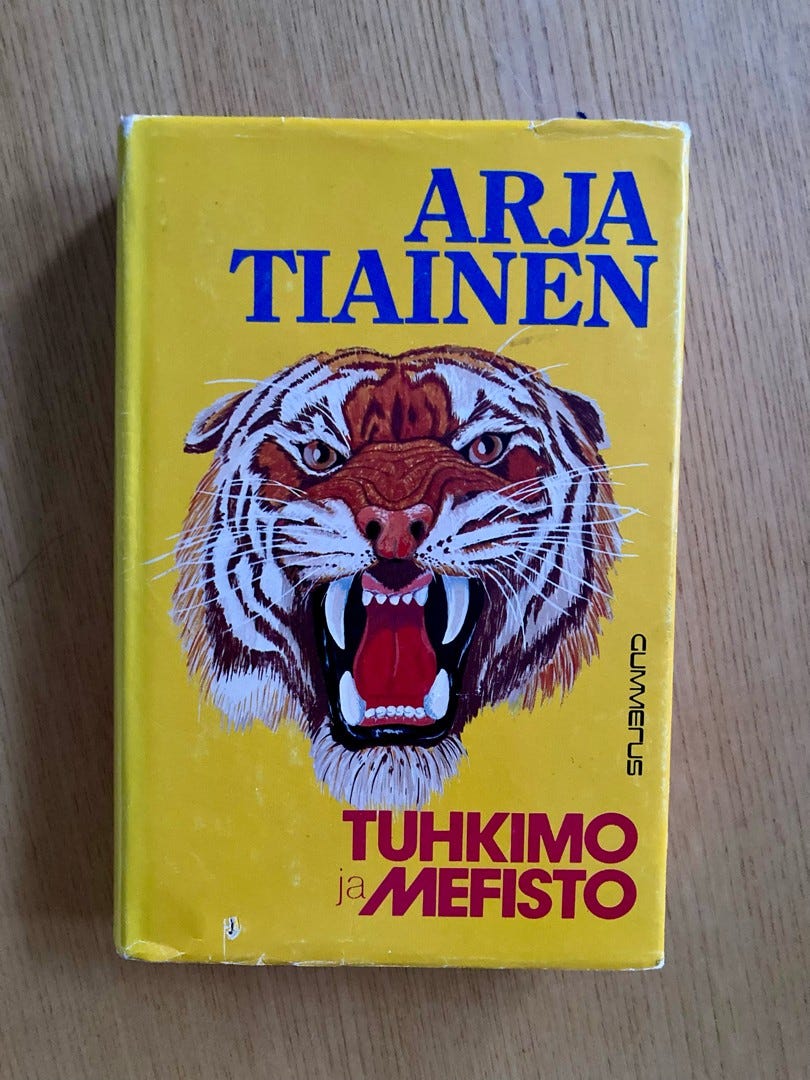 ARJA
TIAINEN
GUMMERUS
TUHKIMO
ja MEFISTO